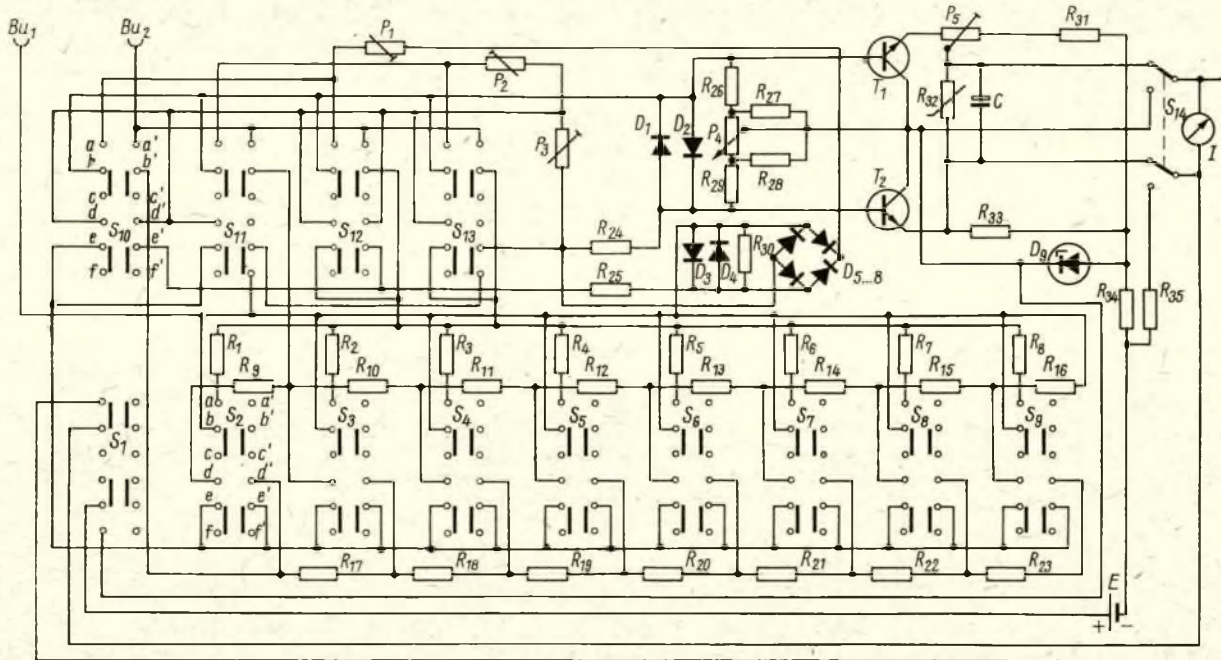 Bu1 Bu2
P1 P5 R31
P2 T1
R26 R27 R32 C S14
a a' P3 D1 D2 P4 I
b b'
R28
c c' R29 T2
d d'
S10 S11 S12 S13 R24 R33
e e' R30 D9
f f' R25 D3 D4 D5...8 R34 R35
R1 R2 R3 R4 R5 R6 R7 R8
R9 R10 R11 R12 R13 R14 R15 R16
a a'
S1 b S2 b' S3 S4 S5 S6 S7 S8 S9
c c'
d d'
e e'
f f'
R17 R18 R19 R20 R21 R22 R23
E
+ -